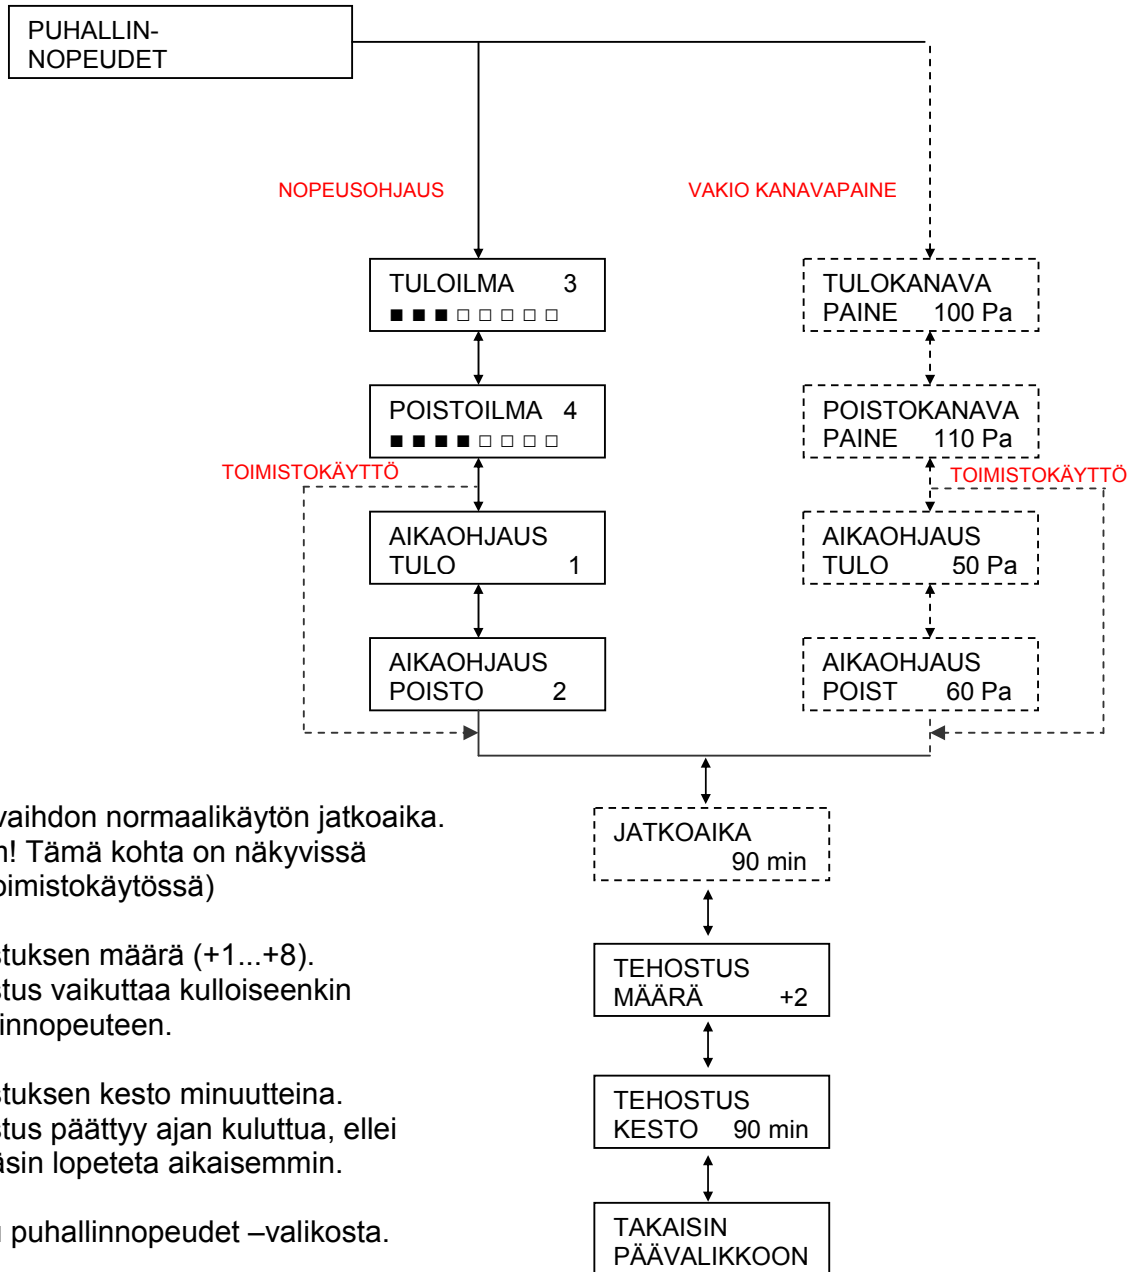 PUHALLIN-
NOPEUDET
NOPEUSOHJAUS
VAKIO KANAVAPAINE
TULOILMA 3
■ ■ ■ □ □ □ □ □
TULOKANAVA
PAINE 100 Pa
POISTOILMA 4
■ ■ ■ ■ □ □ □ □
POISTOKANAVA
PAINE 110 Pa
TOIMISTOKÄYTTÖ
TOIMISTOKÄYTTÖ
AIKAOHJAUS
TULO 1
AIKAOHJAUS
TULO 50 Pa
AIKAOHJAUS
POISTO 2
AIKAOHJAUS
POIST 60 Pa
vaihdon normaalikäytön jatkoaika.
! Tämä kohta on näkyvissä
oimistokäytössä)
JATKOAIKA
90 min
stuksen määrä (+1...+8).
stus vaikuttaa kulloiseenkin
innopeuteen.
TEHOSTUS
MÄÄRÄ +2
stuksen kesto minuutteina.
stus päättyy ajan kuluttua, ellei
äsin lopeteta aikaisemmin.
TEHOSTUS
KESTO 90 min
puhallinnopeudet –valikosta.
TAKAISIN
PÄÄVALIKKOON